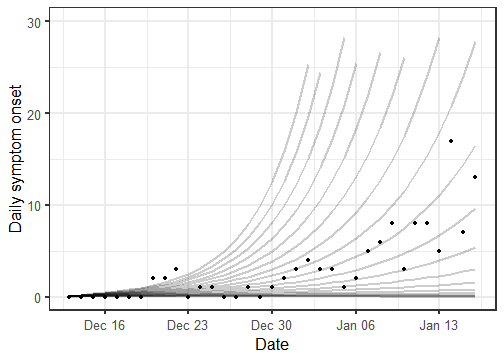 30
20
10
0
Daily symptom onset
Dec 16
Dec 23
Dec 30
Jan 06
Jan 13
Date